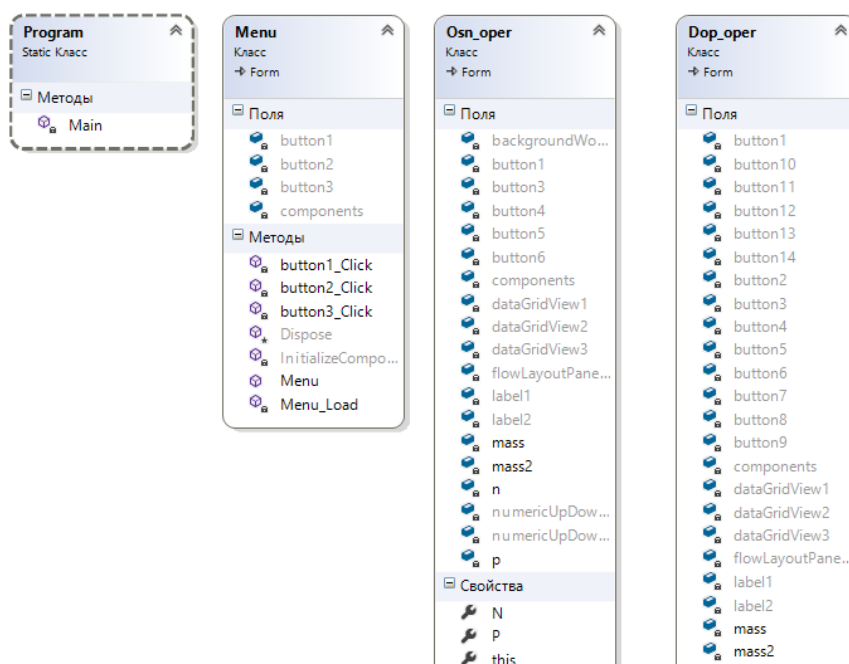 Program
Static Класс
Методы
Main
Menu
Класс
Form
Поля
button1
button2
button3
components
Методы
button1_Click
button2_Click
button3_Click
Dispose
InitializeCompo...
Menu
Menu_Load
Osn_oper
Класс
Form
Поля
backgroundWo...
button1
button3
button4
button5
button6
components
dataGridView1
dataGridView2
dataGridView3
flowLayoutPane...
label1
label2
mass
mass2
n
numericUpDow...
numericUpDow...
p
Свойства
N
P
this
Dop_oper
Класс
Form
Поля
button1
button10
button11
button12
button13
button14
button2
button3
button4
button5
button6
button7
button8
button9
components
dataGridView1
dataGridView2
dataGridView3
flowLayoutPane...
label1
label2
mass
mass2